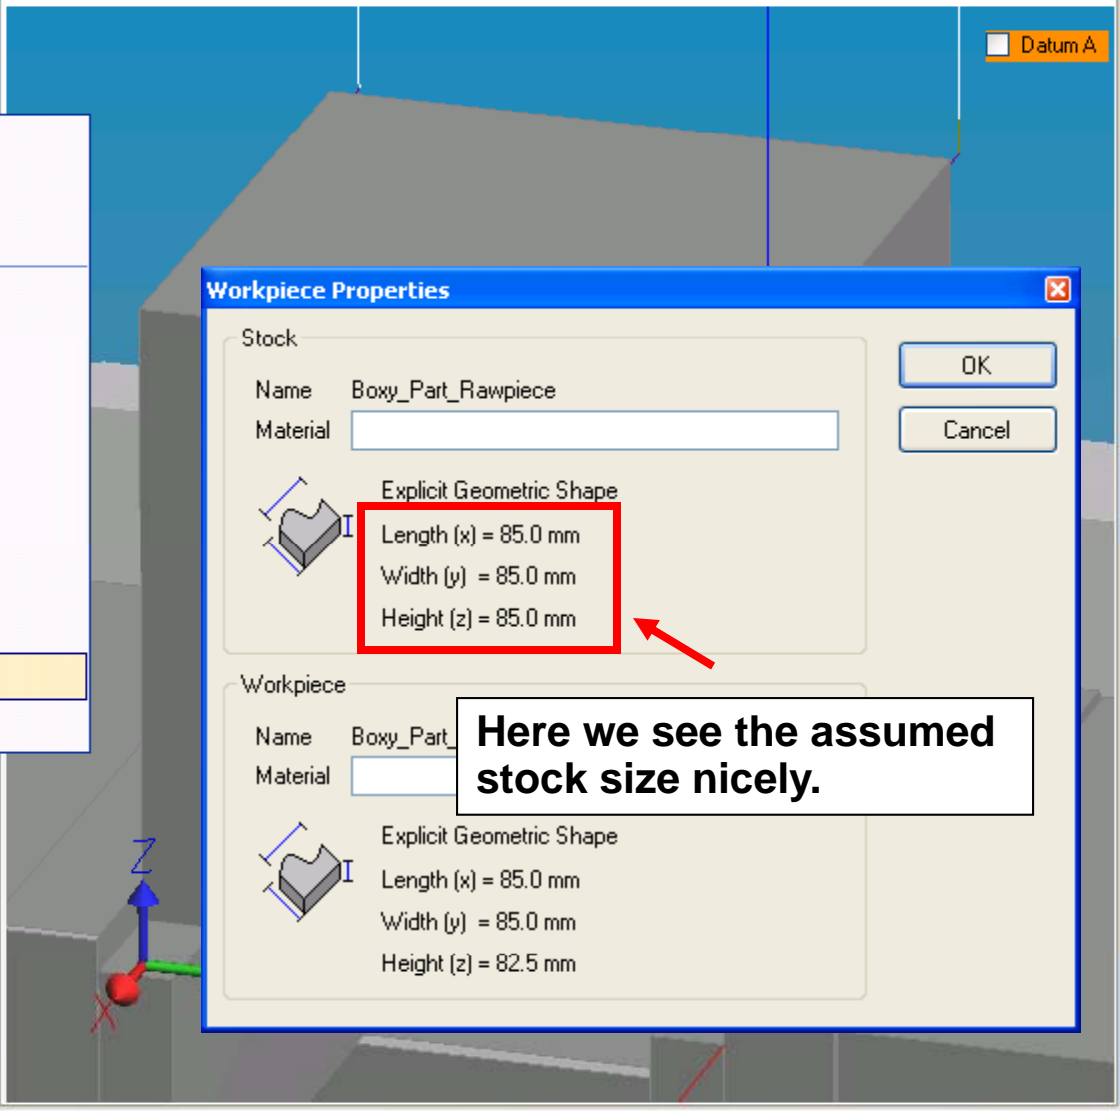 Datum A
Workpiece Properties
Stock
OK
Name Boxy_Part_Rawpiece
Material
Cancel
Explicit Geometric Shape
Length (x) = 85.0 mm
Width (y) = 85.0 mm
Height (z) = 85.0 mm
Workpiece
Name Boxy_Part_
Material
Here we see the assumed
stock size nicely.
Explicit Geometric Shape
Length (x) = 85.0 mm
Width (y) = 85.0 mm
Height (z) = 82.5 mm
Z
X